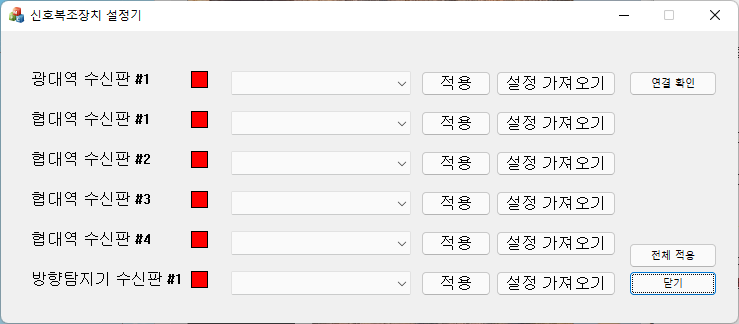 신호복조장치 설정기
광대역 수신판 #1 적용 설정 가져오기 연결 확인
협대역 수신판 #1 적용 설정 가져오기
협대역 수신판 #2 적용 설정 가져오기
협대역 수신판 #3 적용 설정 가져오기
협대역 수신판 #4 적용 설정 가져오기 전체 적용
방향탐지기 수신판 #1 적용 설정 가져오기 닫기